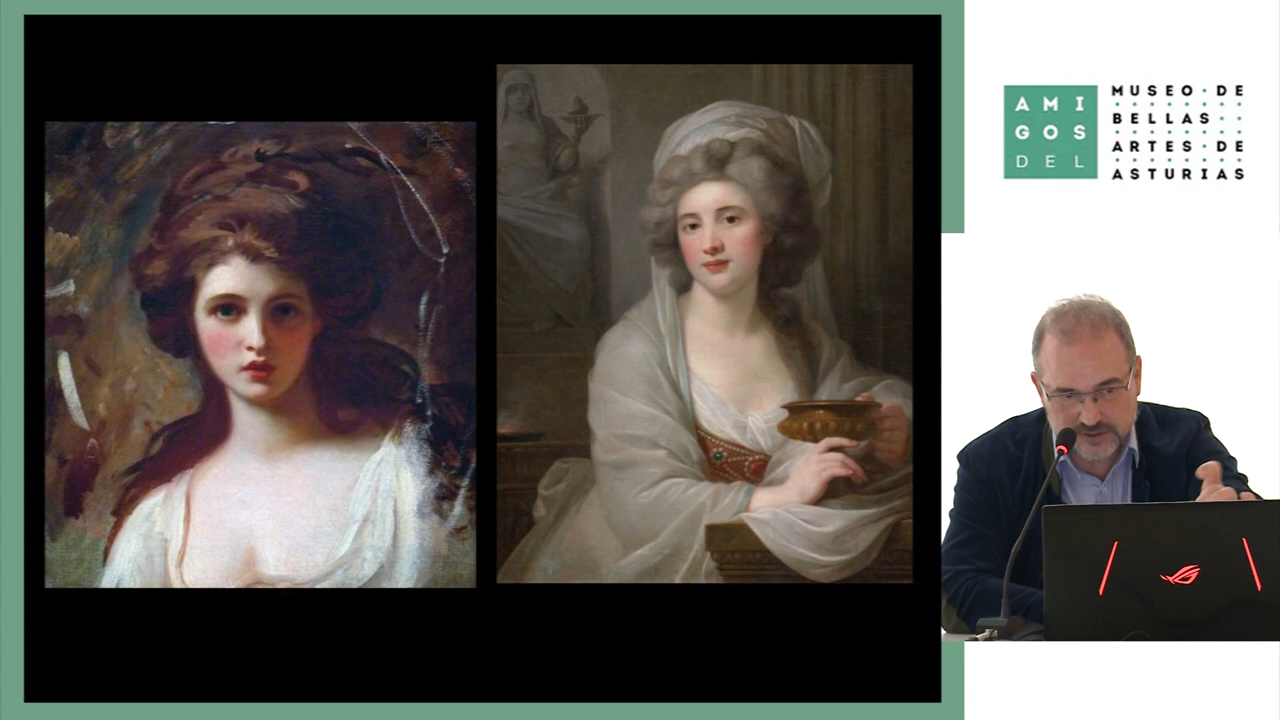 AMI
GOS
DEL
MUSEO DE
BELLAS
ARTES DE
ASTURIAS